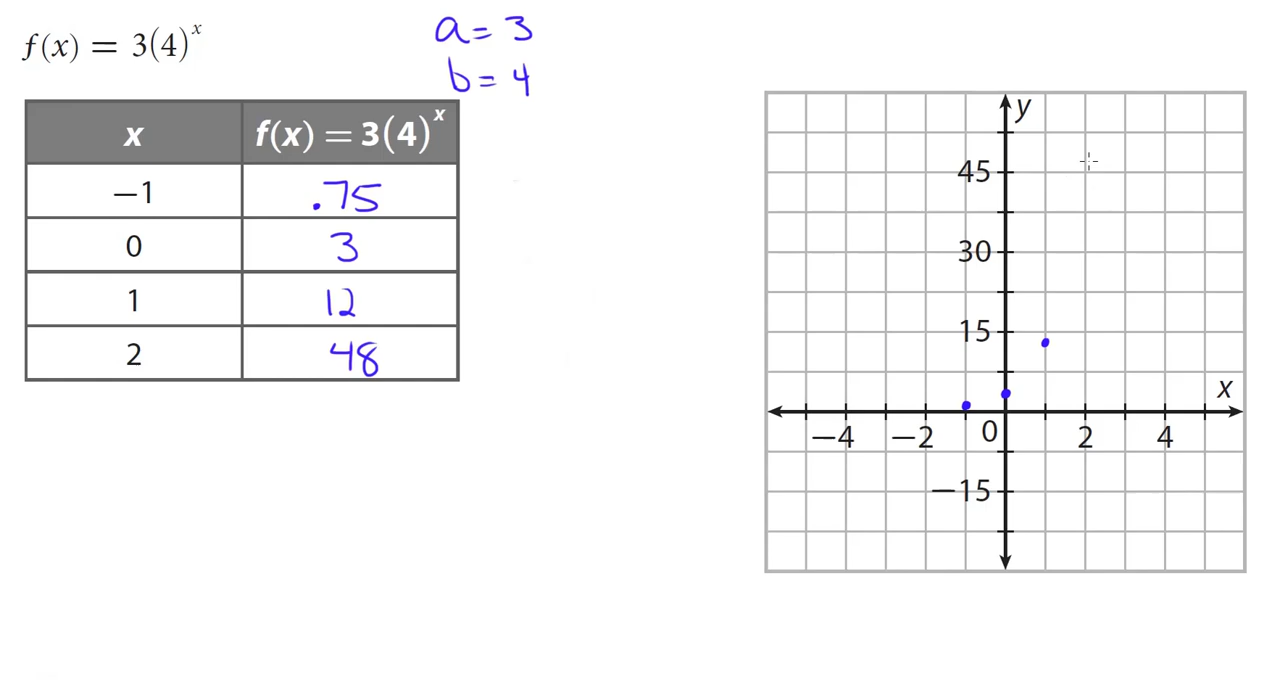 f(x) = 3(4)^x
a = 3
b = 4
x f(x) = 3(4)^x
−1 .75
0 3
1 12
2 48
y
45
30
15
x
−4 −2 0 2 4
−15